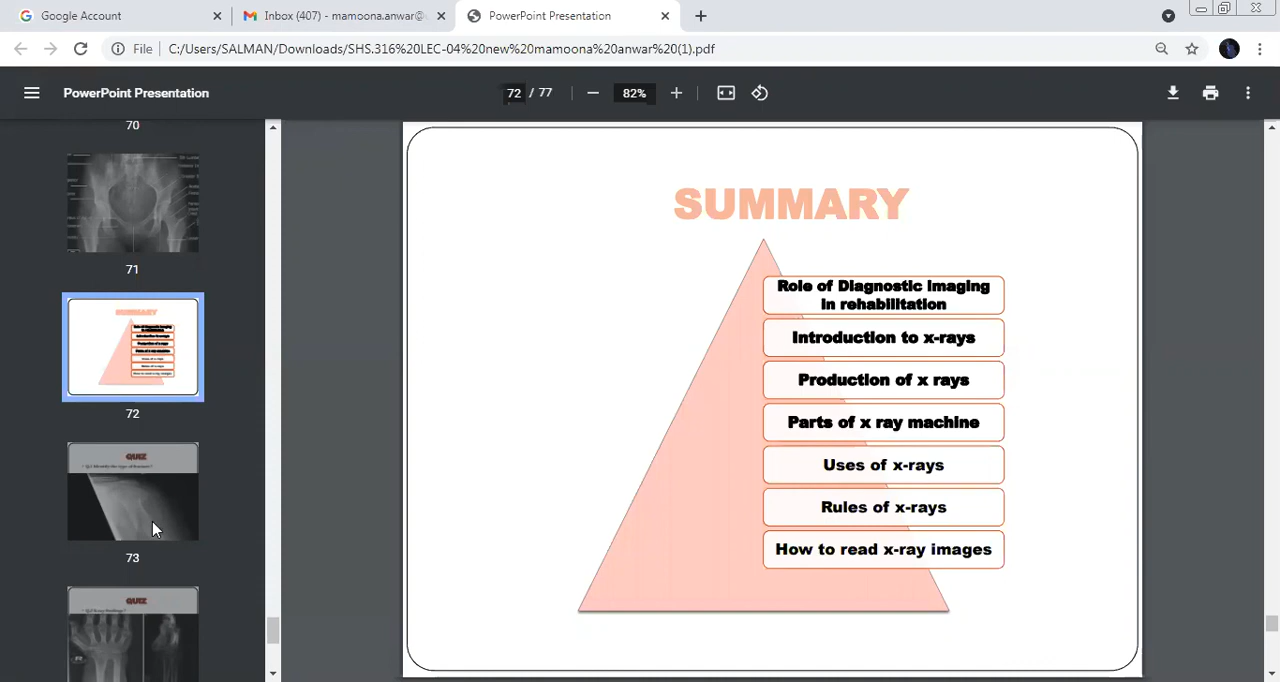 Google Account
Inbox (407) - mamoona.anwar@
PowerPoint Presentation
File
C:/Users/SALMAN/Downloads/SHS.316%20LEC-04%20new%20mamoona%20anwar%20(1).pdf
PowerPoint Presentation
72 / 77
82%
70
71
SUMMARY
72
QUIZ
73
QUIZ
SUMMARY
Role of Diagnostic imaging
in rehabilitation
Introduction to x-rays
Production of x rays
Parts of x ray machine
Uses of x-rays
Rules of x-rays
How to read x-ray images